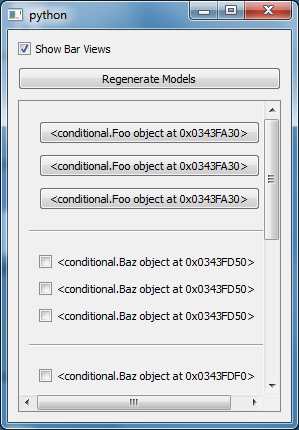 python
Show Bar Views
Regenerate Models
<conditional.Foo object at 0x0343FA30>
<conditional.Foo object at 0x0343FA30>
<conditional.Foo object at 0x0343FA30>
<conditional.Baz object at 0x0343FD50>
<conditional.Baz object at 0x0343FD50>
<conditional.Baz object at 0x0343FD50>
<conditional.Baz object at 0x0343FDF0>